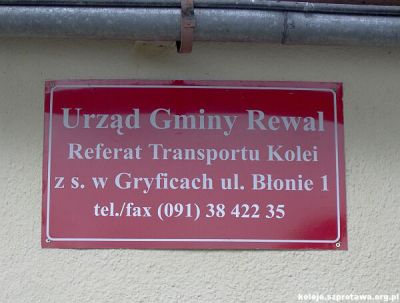 Urząd Gminy Rewal
Referat Transportu Kolei
z s. w Gryficach ul. Błonie 1
tel./fax (091) 38 422 35
koleje.szprotawa.org.pl